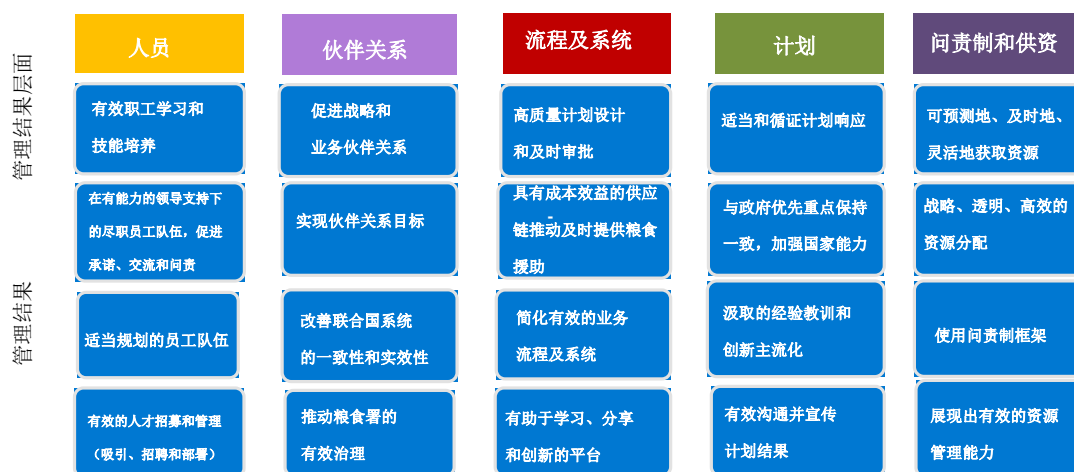 管理结果层面
管理结果
人员
伙伴关系
流程及系统
计划
问责制和供资
有效职工学习和
技能培养
促进战略和
业务伙伴关系
高质量计划设计
和及时审批
适当和循证计划响应
可预测地、及时地、
灵活地获取资源
在有能力的领导支持下
的尽职员工队伍，促进
承诺、交流和问责
实现伙伴关系目标
具有成本效益的供应
链推动及时提供粮食
援助
与政府优先重点保持
一致，加强国家能力
战略、透明、高效的
资源分配
适当规划的员工队伍
改善联合国系统
的一致性和实效性
简化有效的业务
流程及系统
汲取的经验教训和
创新主流化
使用问责制框架
有效的人才招募和管理
（吸引、招聘和部署）
推动粮食署的
有效治理
有助于学习、分享
和创新的平台
有效沟通并宣传
计划结果
展现出有效的资源
管理能力